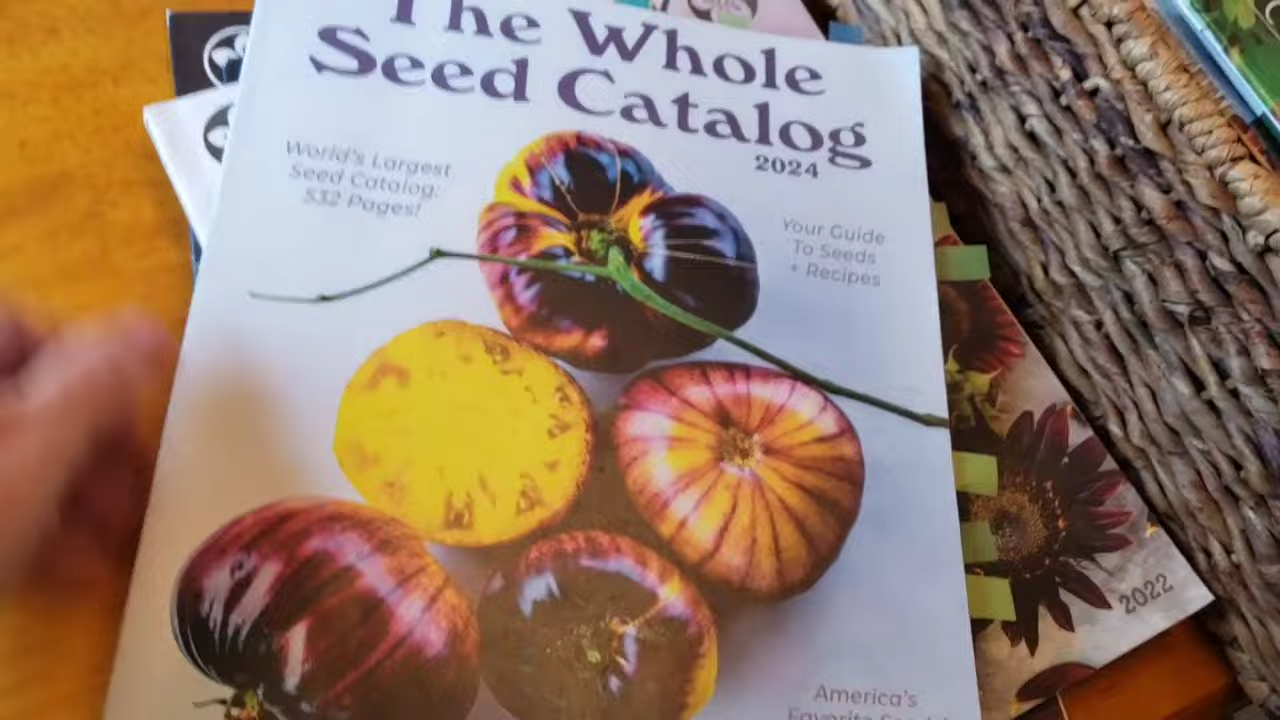 The Whole
Seed Catalog
2024
World's Largest
Seed Catalog:
532 Pages!
Your Guide
To Seeds
+ Recipes
2022
America's
Favorite